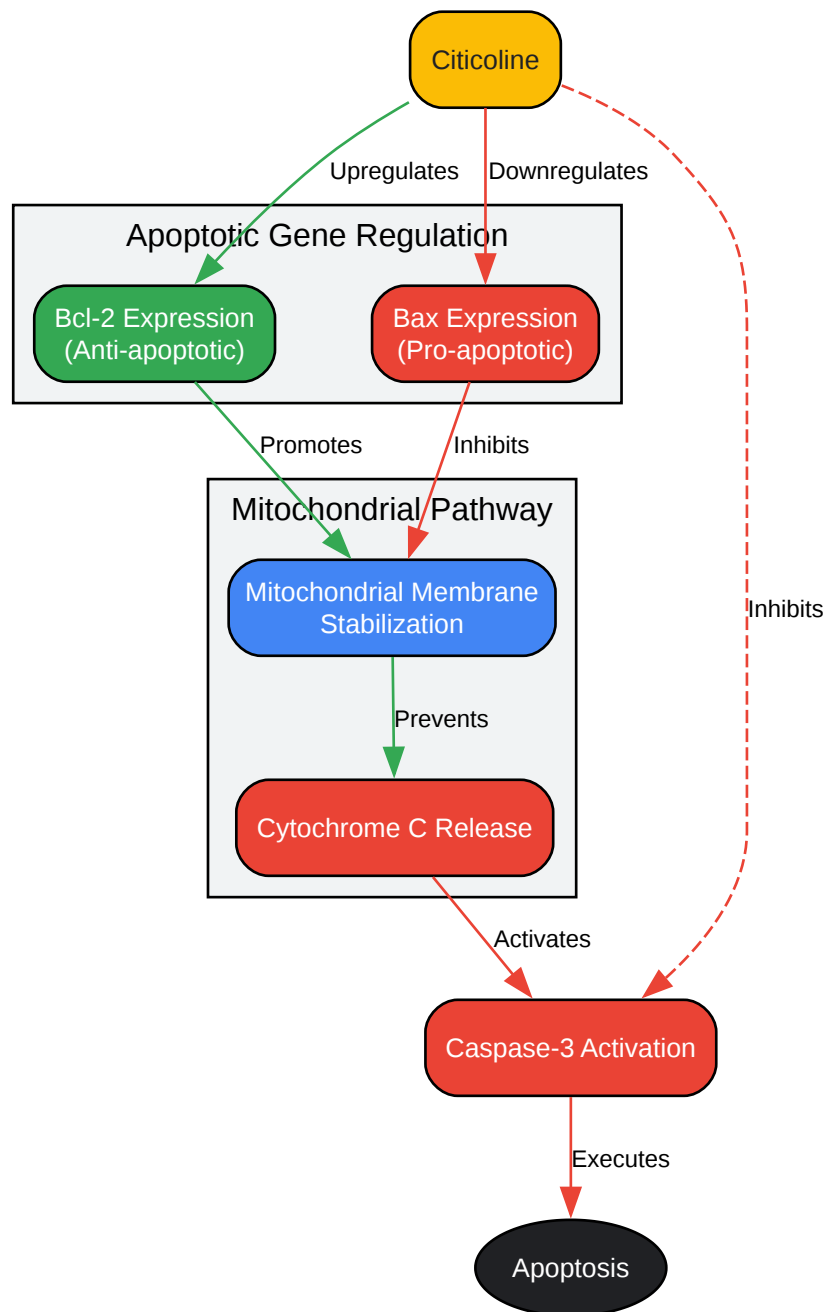 Citicoline
Upregulates
Downregulates
Apoptotic Gene Regulation
Bcl-2 Expression
(Anti-apoptotic)
Bax Expression
(Pro-apoptotic)
Promotes
Inhibits
Mitochondrial Pathway
Mitochondrial Membrane
Stabilization
Inhibits
Prevents
Cytochrome C Release
Activates
Caspase-3 Activation
Executes
Apoptosis